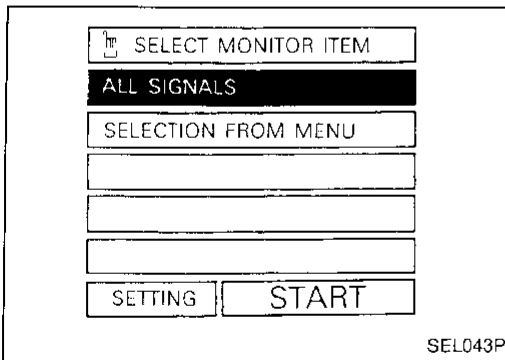 SELECT MONITOR ITEM
ALL SIGNALS
SELECTION FROM MENU
SETTING START
SEL043P